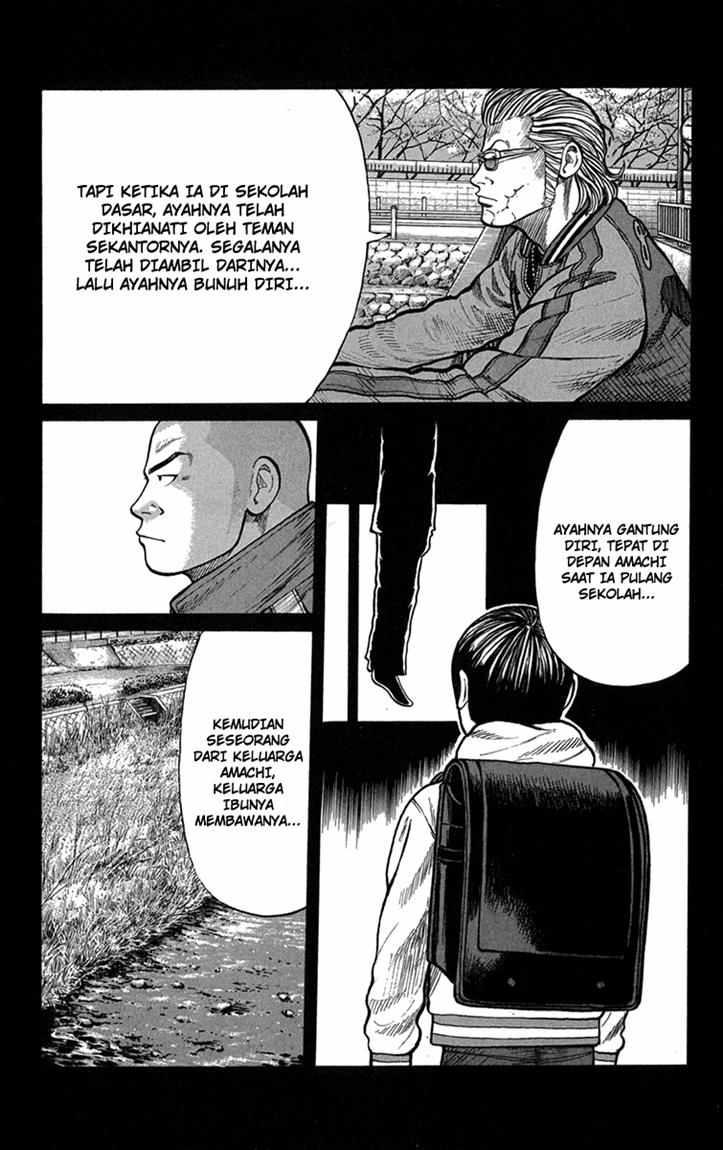 TAPI KETIKA IA DI SEKOLAH
DASAR, AYAHNYA TELAH
DIKHIANATI OLEH TEMAN
SEKANTORNYA. SEGALANYA
TELAH DIAMBIL DARINYA...
LALU AYAHNYA BUNUH DIRI...
AYAHNYA GANTUNG
DIRI, TEPAT DI
DEPAN AMACHI
SAAT IA PULANG
SEKOLAH...
KEMUDIAN
SESEORANG
DARI KELUARGA
AMACHI,
KELUARGA
IBUNYA
MEMBAWANYA...